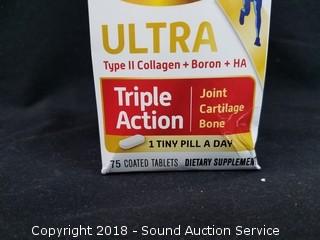 ULTRA
Type II Collagen + Boron + HA
Triple
Action
Joint
Cartilage
Bone
1 TINY PILL A DAY
75 COATED TABLETS DIETARY SUPPLEMENT
Copyright 2018 - Sound Auction Service